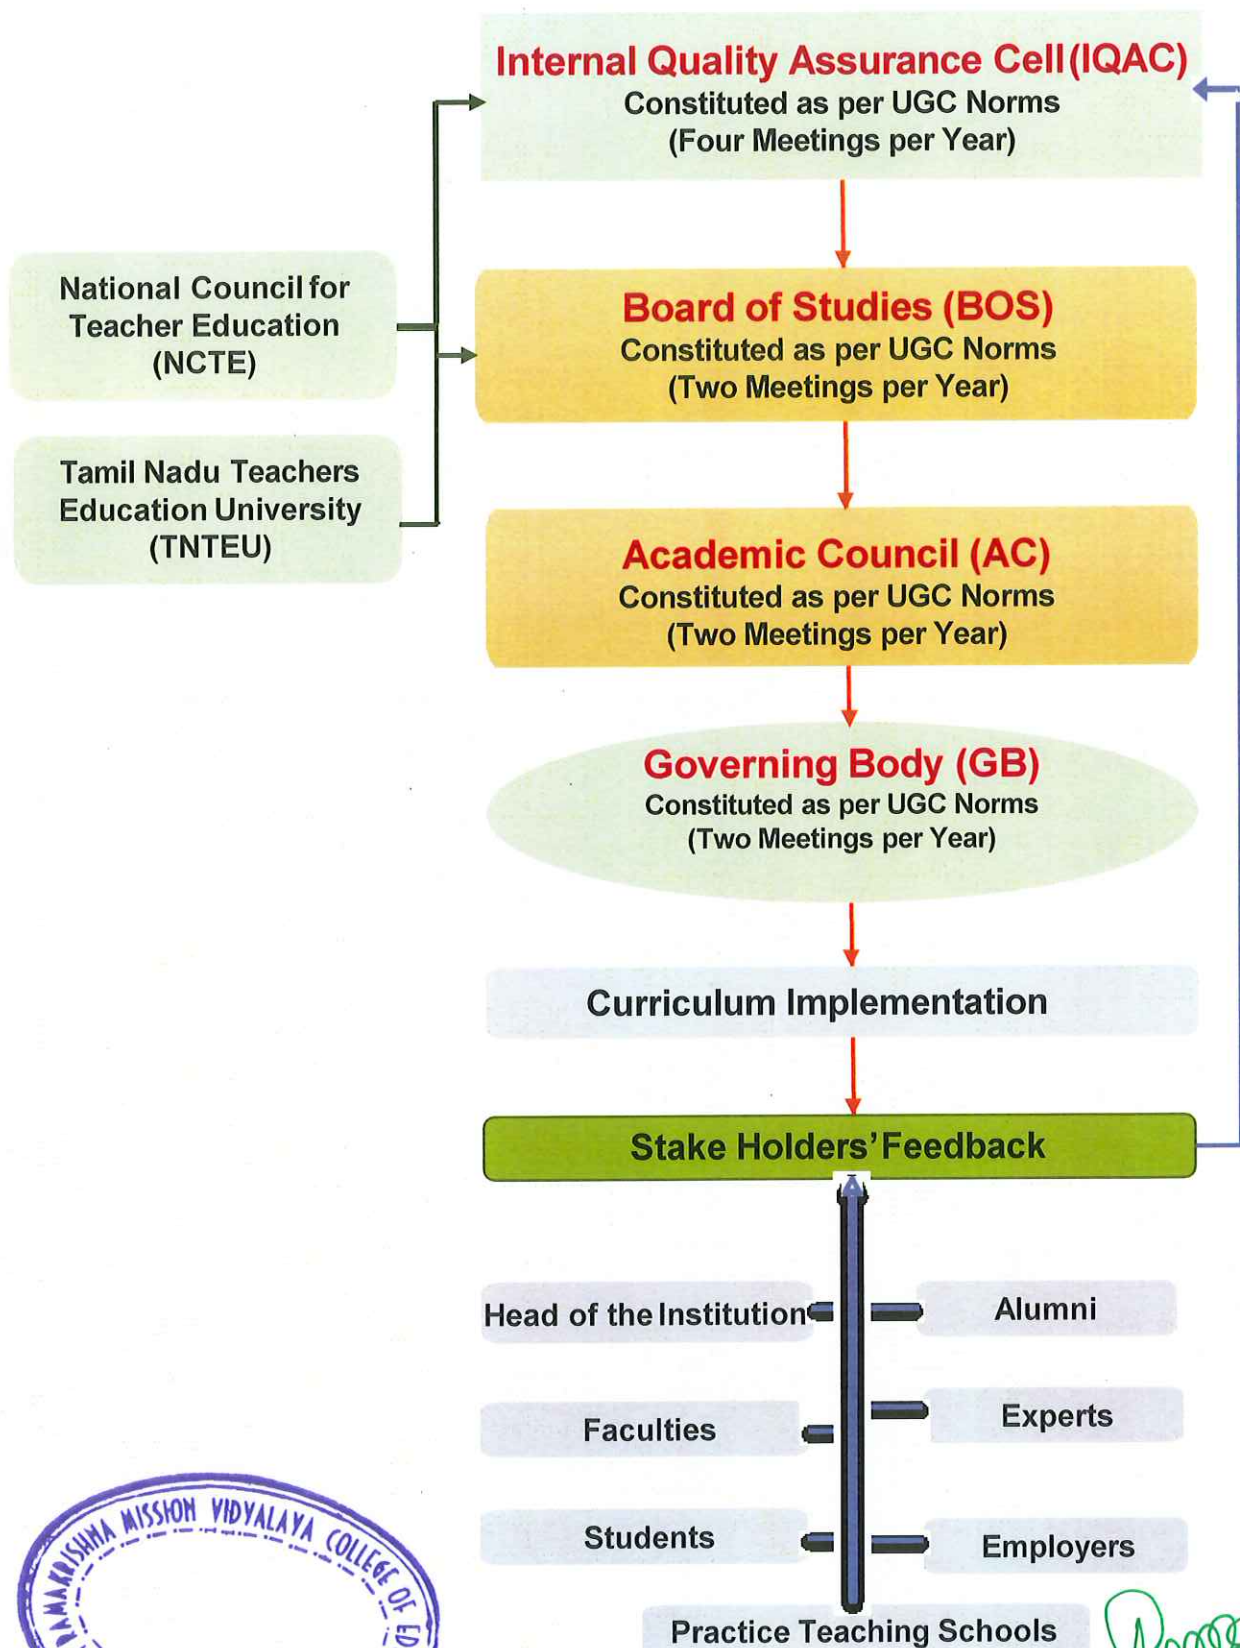 Internal Quality Assurance Cell (IQAC)
Constituted as per UGC Norms
(Four Meetings per Year)
National Council for
Teacher Education
(NCTE)
Board of Studies (BOS)
Constituted as per UGC Norms
(Two Meetings per Year)
Tamil Nadu Teachers
Education University
(TNTEU)
Academic Council (AC)
Constituted as per UGC Norms
(Two Meetings per Year)
Governing Body (GB)
Constituted as per UGC Norms
(Two Meetings per Year)
Curriculum Implementation
Stake Holders' Feedback
Head of the Institution
Alumni
Faculties
Experts
Students
Employers
Practice Teaching Schools
RAMAKRISHNA MISSION VIDYALAYA COLLEGE OF